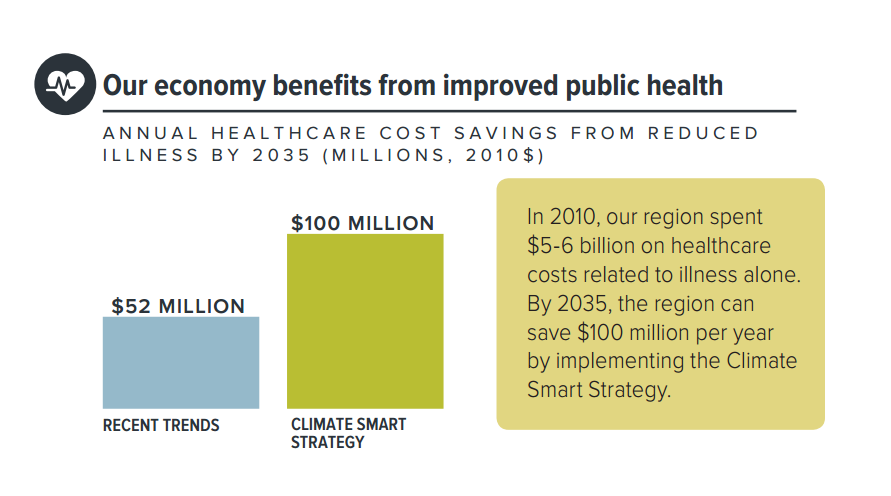 Our economy benefits from improved public health
ANNUAL HEALTHCARE COST SAVINGS FROM REDUCED
ILLNESS BY 2035 (MILLIONS, 2010$)
$52 MILLION
RECENT TRENDS
$100 MILLION
CLIMATE SMART
STRATEGY
In 2010, our region spent
$5-6 billion on healthcare
costs related to illness alone.
By 2035, the region can
save $100 million per year
by implementing the Climate
Smart Strategy.